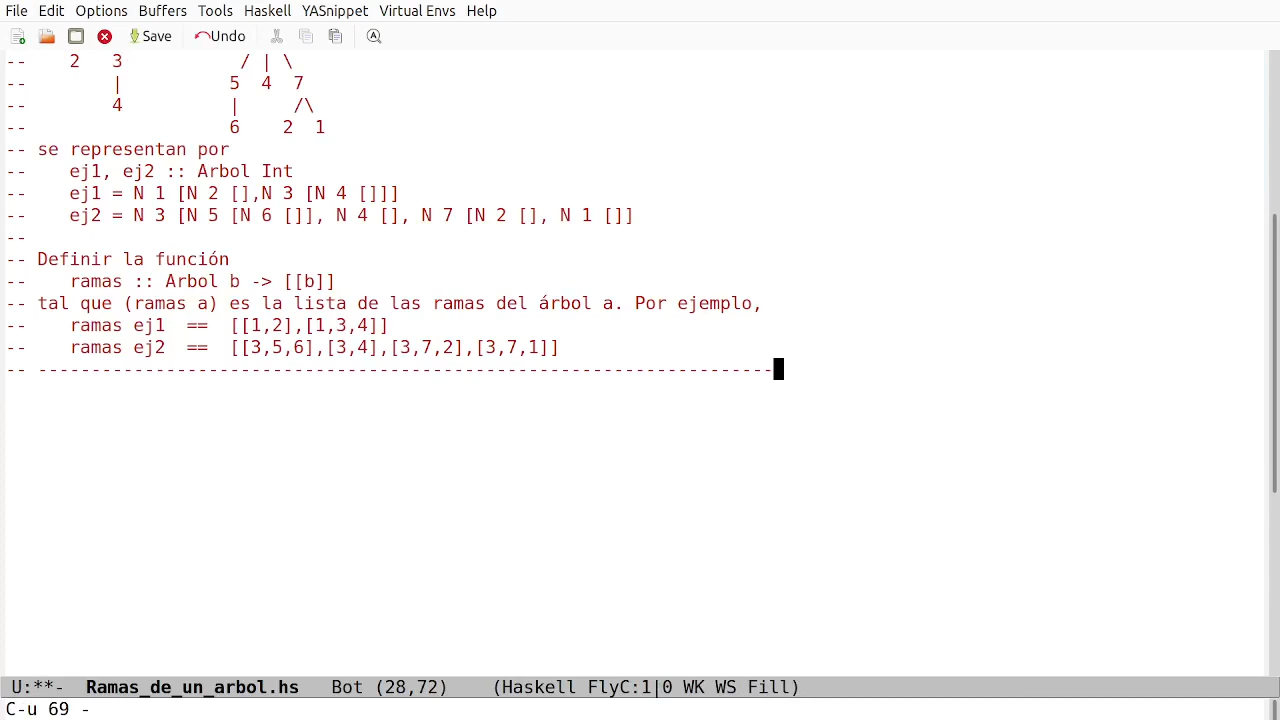 File Edit Options Buffers Tools Haskell YASnippet Virtual Envs Help
Save Undo
--    2   3           / | \
--        |          5  4  7
--        4          |     /\
--                   6    2  1
-- se representan por
--    ej1, ej2 :: Arbol Int
--    ej1 = N 1 [N 2 [],N 3 [N 4 []]]
--    ej2 = N 3 [N 5 [N 6 []], N 4 [], N 7 [N 2 [], N 1 []]
--
-- Definir la función
--    ramas :: Arbol b -> [[b]]
-- tal que (ramas a) es la lista de las ramas del árbol a. Por ejemplo,
--    ramas ej1  ==  [[1,2],[1,3,4]]
--    ramas ej2  ==  [[3,5,6],[3,4],[3,7,2],[3,7,1]]
-- ---------------------------------------------------------------------
U:**-  Ramas_de_un_arbol.hs   Bot (28,72)    (Haskell FlyC:1|0 WK WS Fill)
C-u 69 -